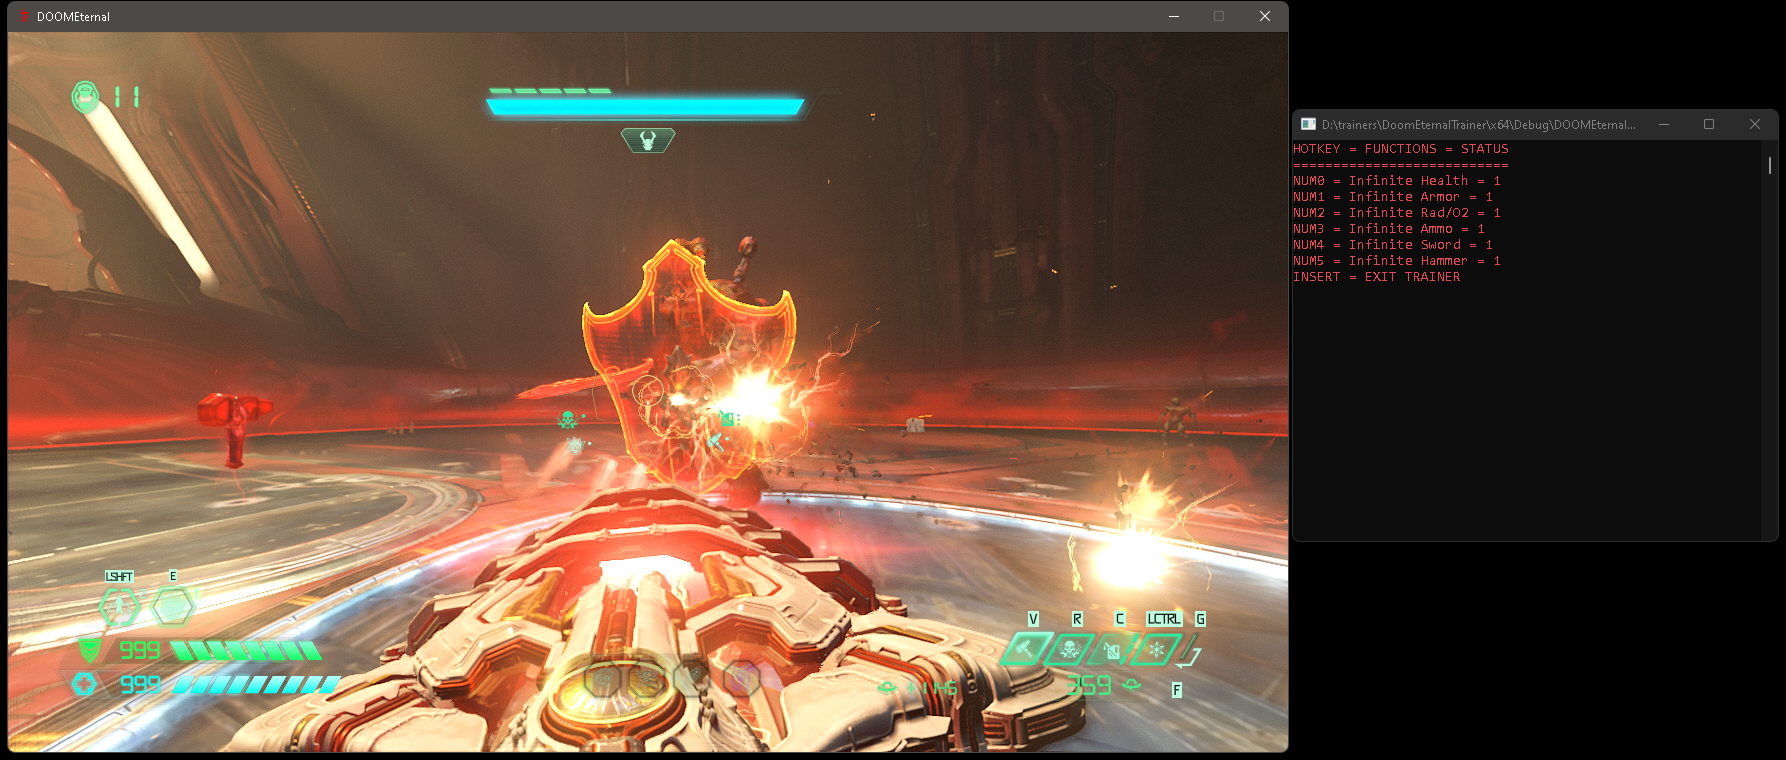 DOOMEternal
11
LSHFT E
999
999
V R C LCTRL G
+1145
359
F
D:\trainers\DoomEternalTrainer\x64\Debug\DOOMEternal...
HOTKEY = FUNCTIONS = STATUS
===========================
NUM0 = Infinite Health = 1
NUM1 = Infinite Armor = 1
NUM2 = Infinite Rad/O2 = 1
NUM3 = Infinite Ammo = 1
NUM4 = Infinite Sword = 1
NUM5 = Infinite Hammer = 1
INSERT = EXIT TRAINER